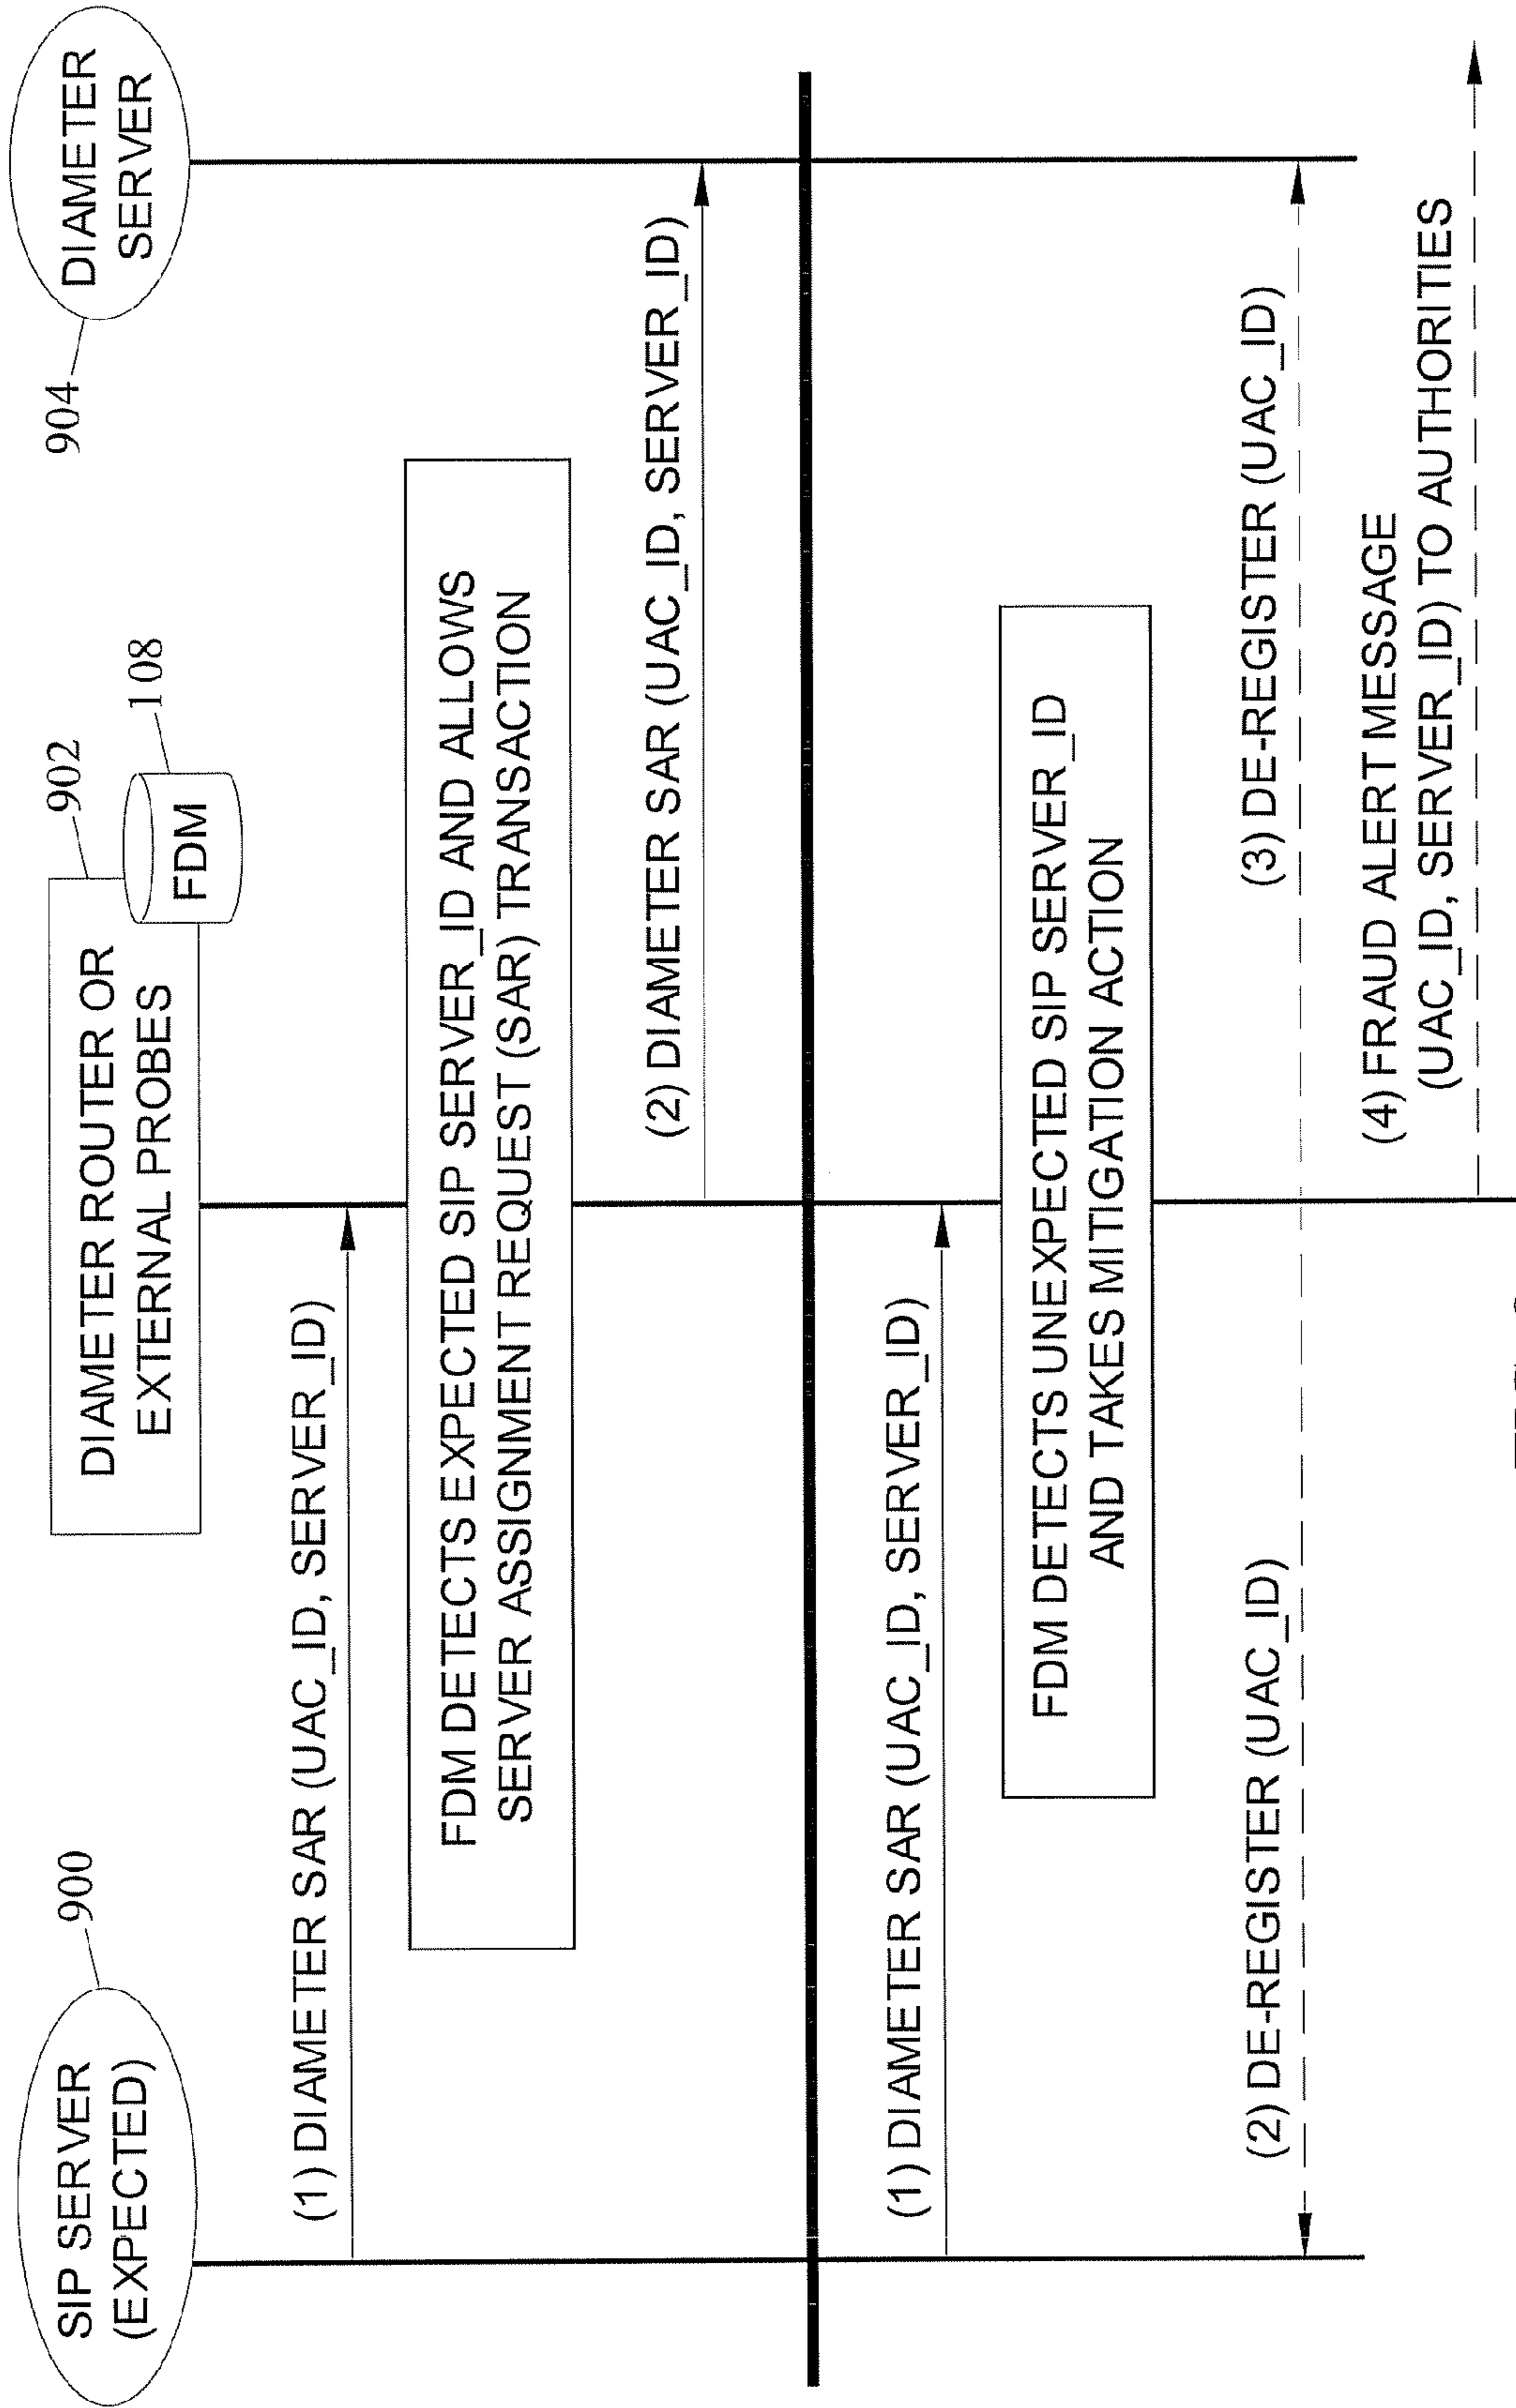 SIP SERVER
(EXPECTED)
900
DIAMETER ROUTER OR
EXTERNAL PROBES
902
FDM
108
DIAMETER
SERVER
904
(1) DIAMETER SAR (UAC_ID, SERVER_ID)
FDM DETECTS EXPECTED SIP SERVER_ID AND ALLOWS
SERVER ASSIGNMENT REQUEST (SAR) TRANSACTION
(2) DIAMETER SAR (UAC_ID, SERVER_ID)
(1) DIAMETER SAR (UAC_ID, SERVER_ID)
FDM DETECTS UNEXPECTED SIP SERVER_ID
AND TAKES MITIGATION ACTION
(2) DE-REGISTER (UAC_ID)
(3) DE-REGISTER (UAC_ID)
(4) FRAUD ALERT MESSAGE
(UAC_ID, SERVER_ID) TO AUTHORITIES